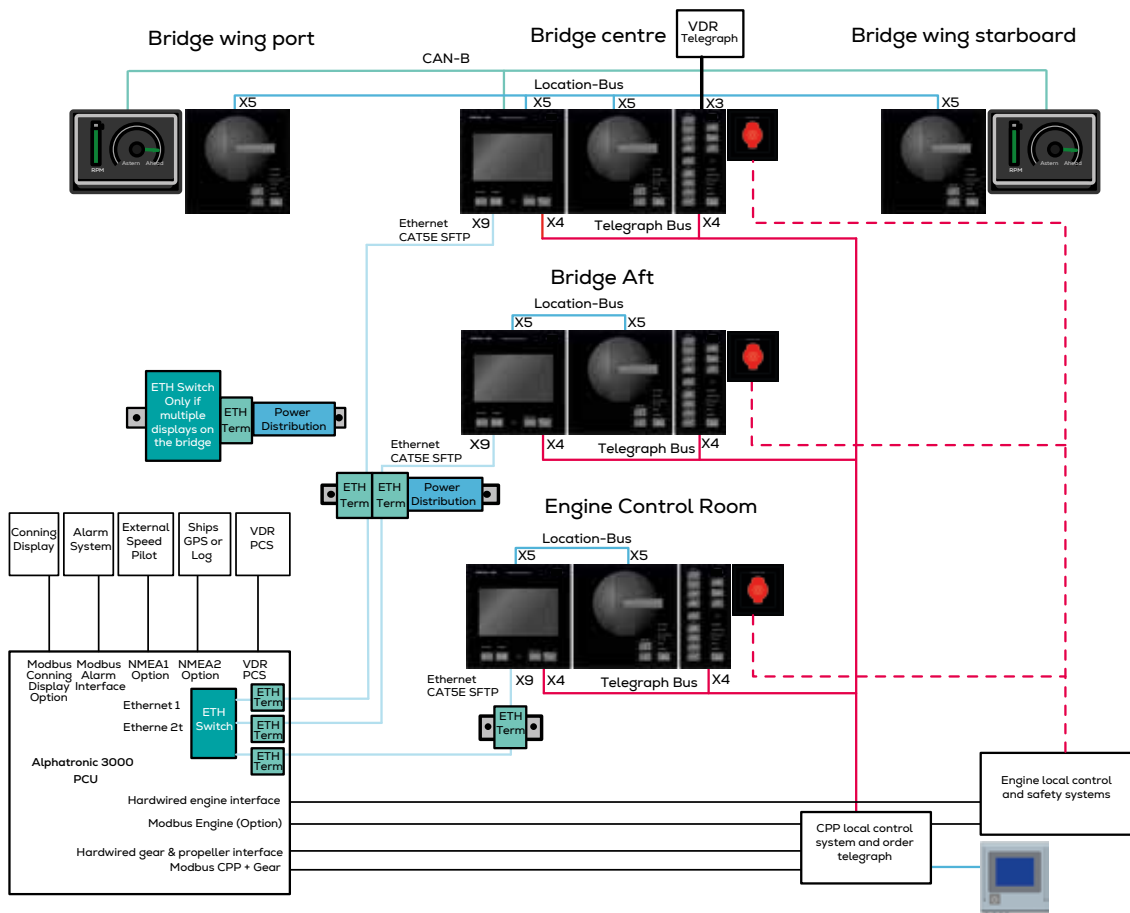 Bridge wing port
Bridge centre
VDR
Telegraph
Bridge wing starboard
CAN-B
Location-Bus
X5
X5
X5
X3
X5
RPM
Astern
Ahead
RPM
Astern
Ahead
Ethernet
CAT5E SFTP
X9
X4
Telegraph Bus
X4
Bridge Aft
Location-Bus
X5
X5
ETH Switch
Only if
multiple
displays on
the bridge
ETH
Term
Power
Distribution
Ethernet
CAT5E SFTP
X9
X4
Telegraph Bus
X4
ETH
Term
ETH
Term
Power
Distribution
Engine Control Room
Location-Bus
X5
X5
Conning
Display
Alarm
System
External
Speed
Pilot
Ships
GPS or
Log
VDR
PCS
Modbus
Conning
Display
Option
Modbus
Alarm
Interface
NMEA1
Option
NMEA2
Option
VDR
PCS
Ethernet
CAT5E SFTP
X9
X4
Telegraph Bus
X4
Ethernet 1
Etherne 2t
ETH
Switch
ETH
Term
ETH
Term
ETH
Term
ETH
Term
Alphatronic 3000
PCU
Hardwired engine interface
Modbus Engine (Option)
Hardwired gear & propeller interface
Modbus CPP + Gear
CPP local control
system and order
telegraph
Engine local control
and safety systems